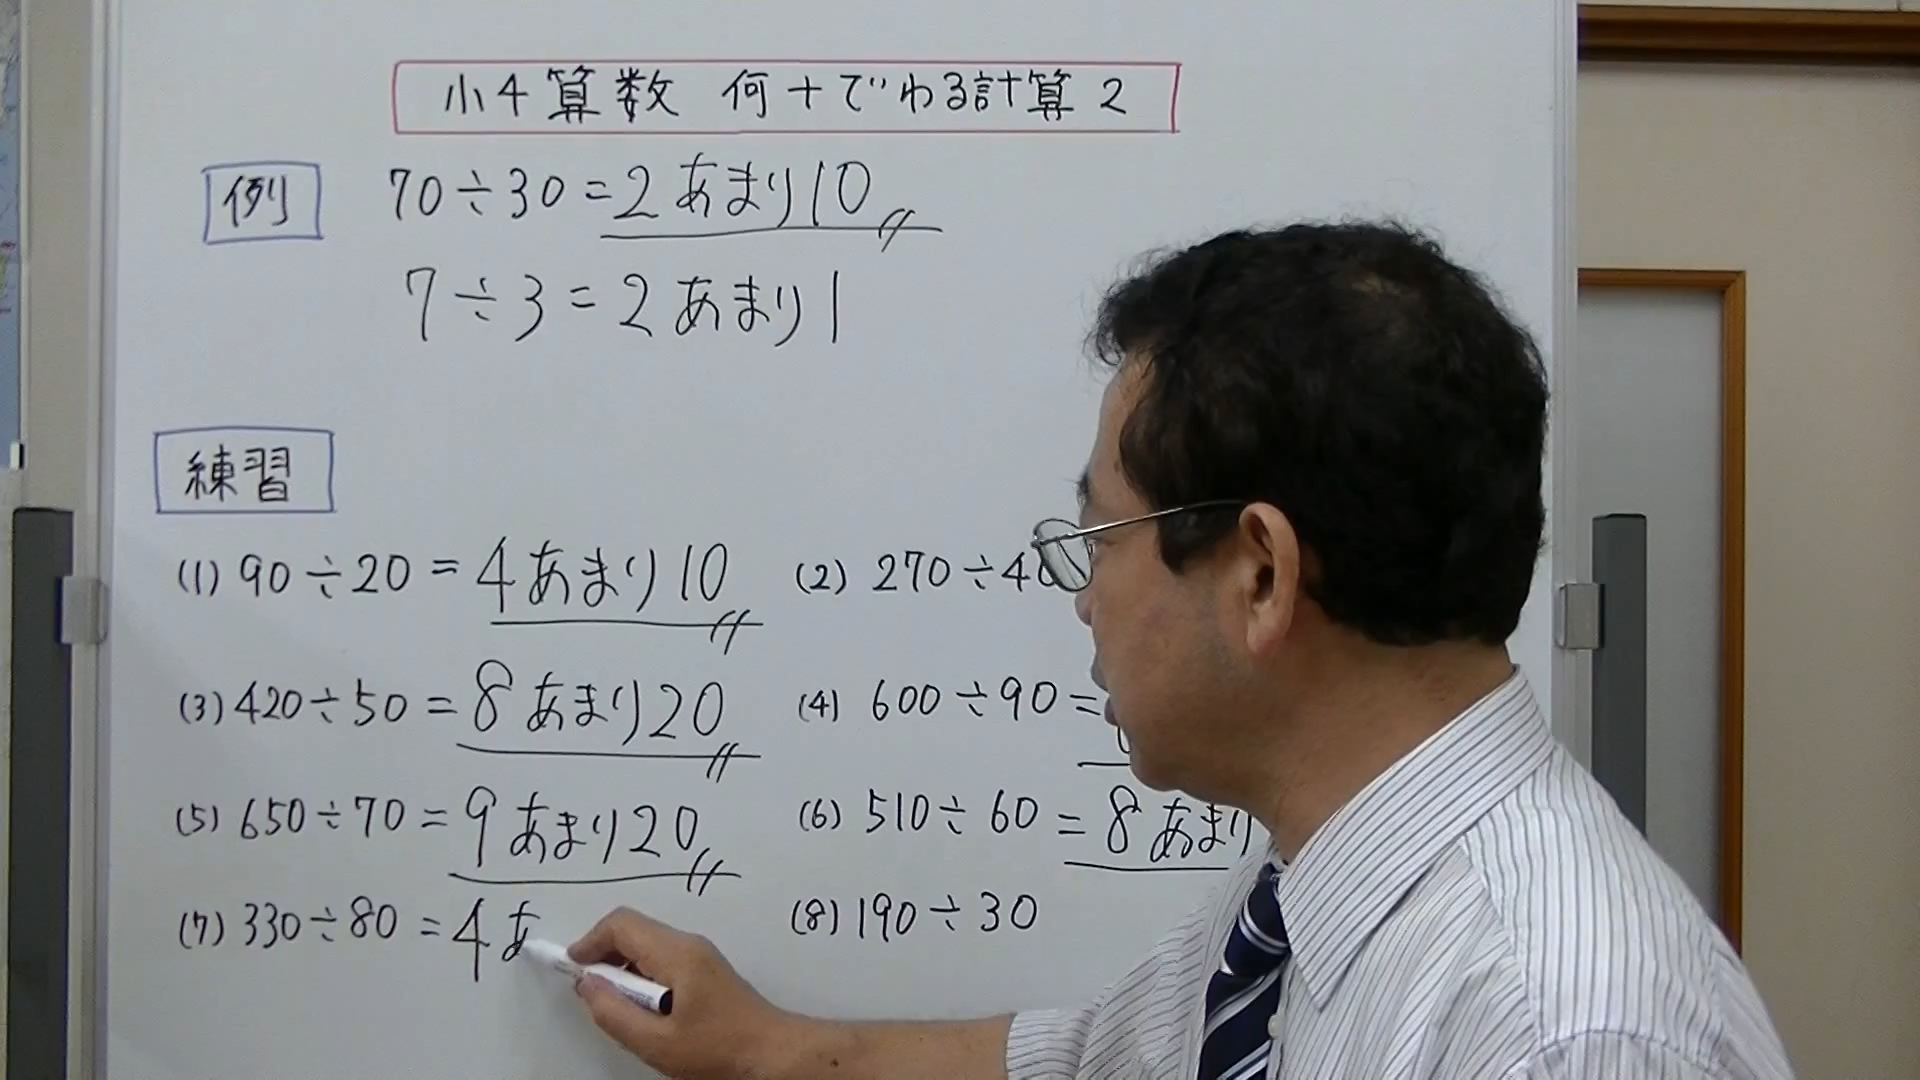 小4算数 何十でわる計算2
例 70÷30=2あまり10
7÷3=2あまり1
練習
(1) 90÷20=4あまり10
(2) 270÷40
(3) 420÷50=8あまり20
(4) 600÷90=
(5) 650÷70=9あまり20
(6) 510÷60=8あまり
(7) 330÷80=4あ
(8) 190÷30